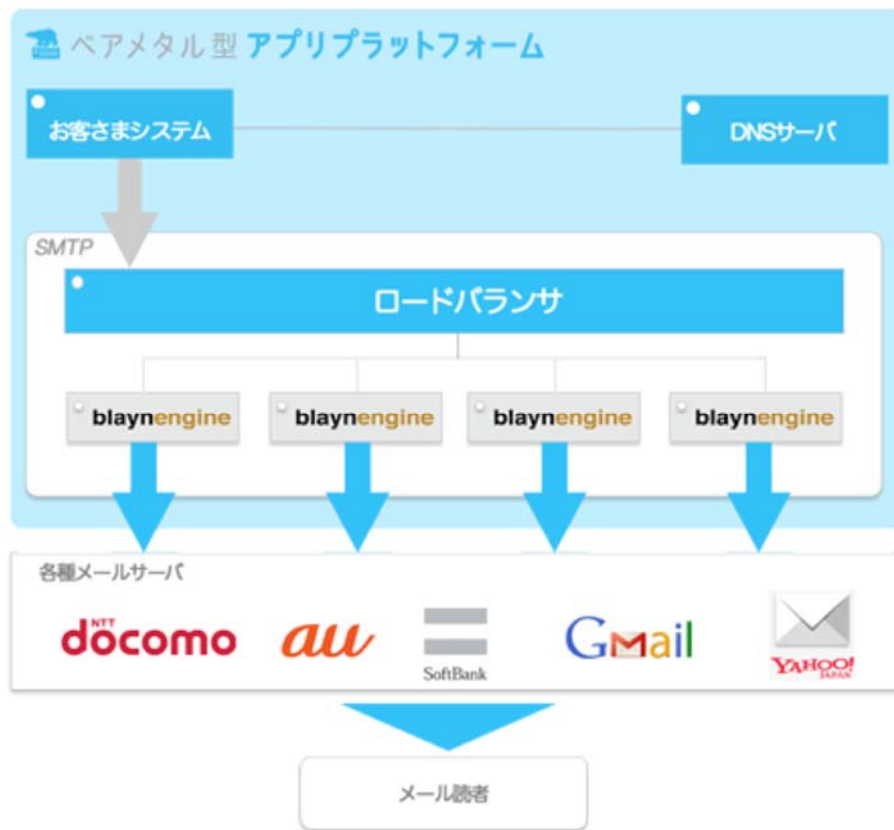 ベアメタル型 アプリプラットフォーム
お客さまシステム
DNSサーバ
SMTP
ロードバランサ
blaynengine
blaynengine
blaynengine
blaynengine
各種メールサーバ
NTT
docomo
au
SoftBank
Gmail
YAHOO!
JAPAN
メール読者